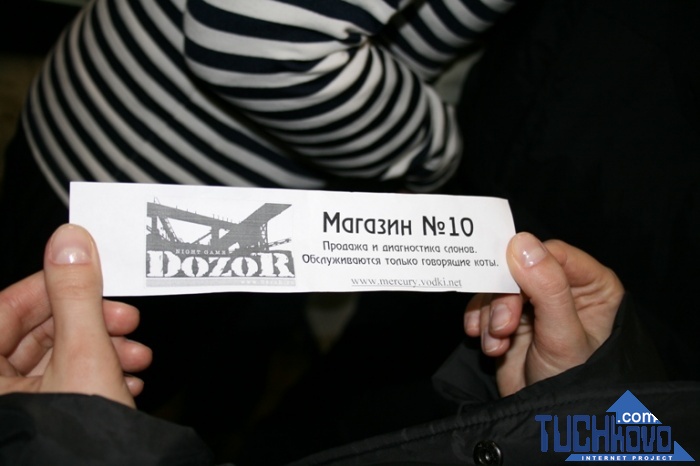 NIGHT GAME
DOZOR
Магазин №10
Продажа и диагностика слонов.
Обслуживаются только говорящие коты.
www.mercury.vodki.net
.com
TUCHKOVO
INTERNET PROJECT